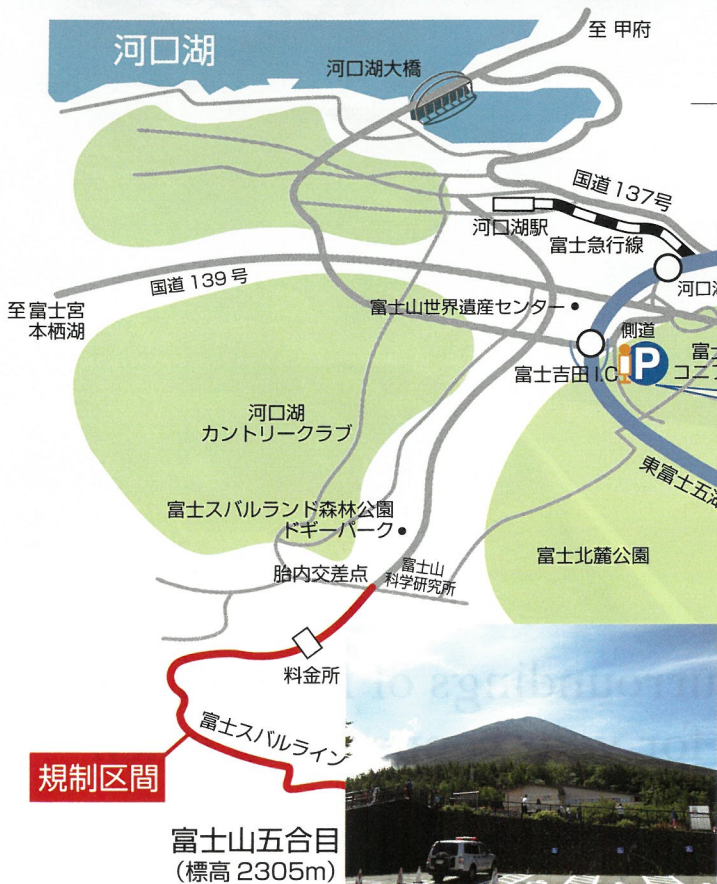 河口湖
至 甲府
河口湖大橋
国道137号
河口湖駅
富士急行線
国道 139 号
至 富士宮
本栖湖
富士山世界遺産センター
側道
富士吉田 I.C
P
河口湖
カントリークラブ
富士スバルランド森林公園
ドギーパーク
胎内交差点
富士山
科学研究所
富士北麓公園
東富士五湖
料金所
富士スバルライン
規制区間
富士山五合目
(標高 2305m)